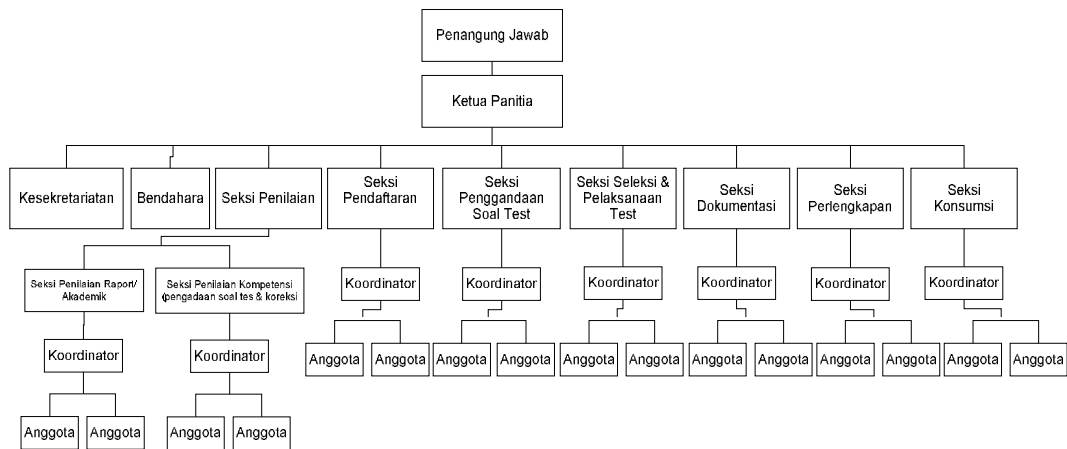 Penangung Jawab
Ketua Panitia
Kesekretariatan
Bendahara
Seksi Penilaian
Seksi
Pendaftaran
Seksi
Penggandaan
Soal Test
Seksi Seleksi &
Pelaksanaan
Test
Seksi
Dokumentasi
Seksi
Perlengkapan
Seksi
Konsumsi
Seksi Penilaian Raport/
Akademik
Seksi Penilaian Kompetensi
(pengadaan soal tes & koreksi
Koordinator
Koordinator
Koordinator
Koordinator
Koordinator
Koordinator
Anggota
Anggota
Anggota
Anggota
Anggota
Anggota
Anggota
Anggota
Anggota
Anggota
Anggota
Anggota
Koordinator
Koordinator
Anggota
Anggota
Anggota
Anggota